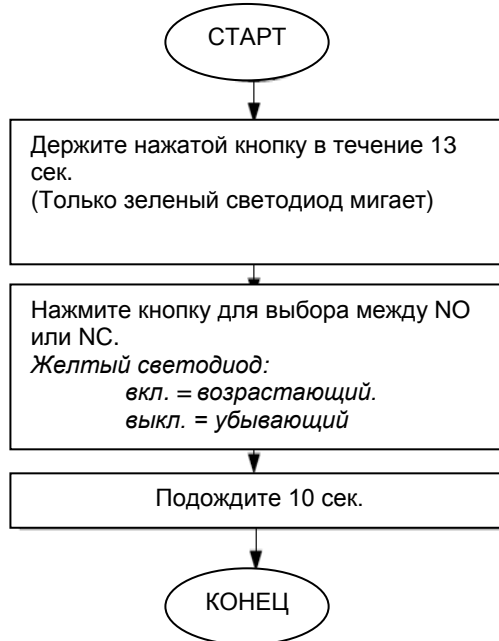 СТАРТ
Держите нажатой кнопку в течение 13
сек.
(Только зеленый светодиод мигает)
Нажмите кнопку для выбора между NO
или NC.
Желтый светодиод:
вкл. = возрастающий.
выкл. = убывающий
Подождите 10 сек.
КОНЕЦ